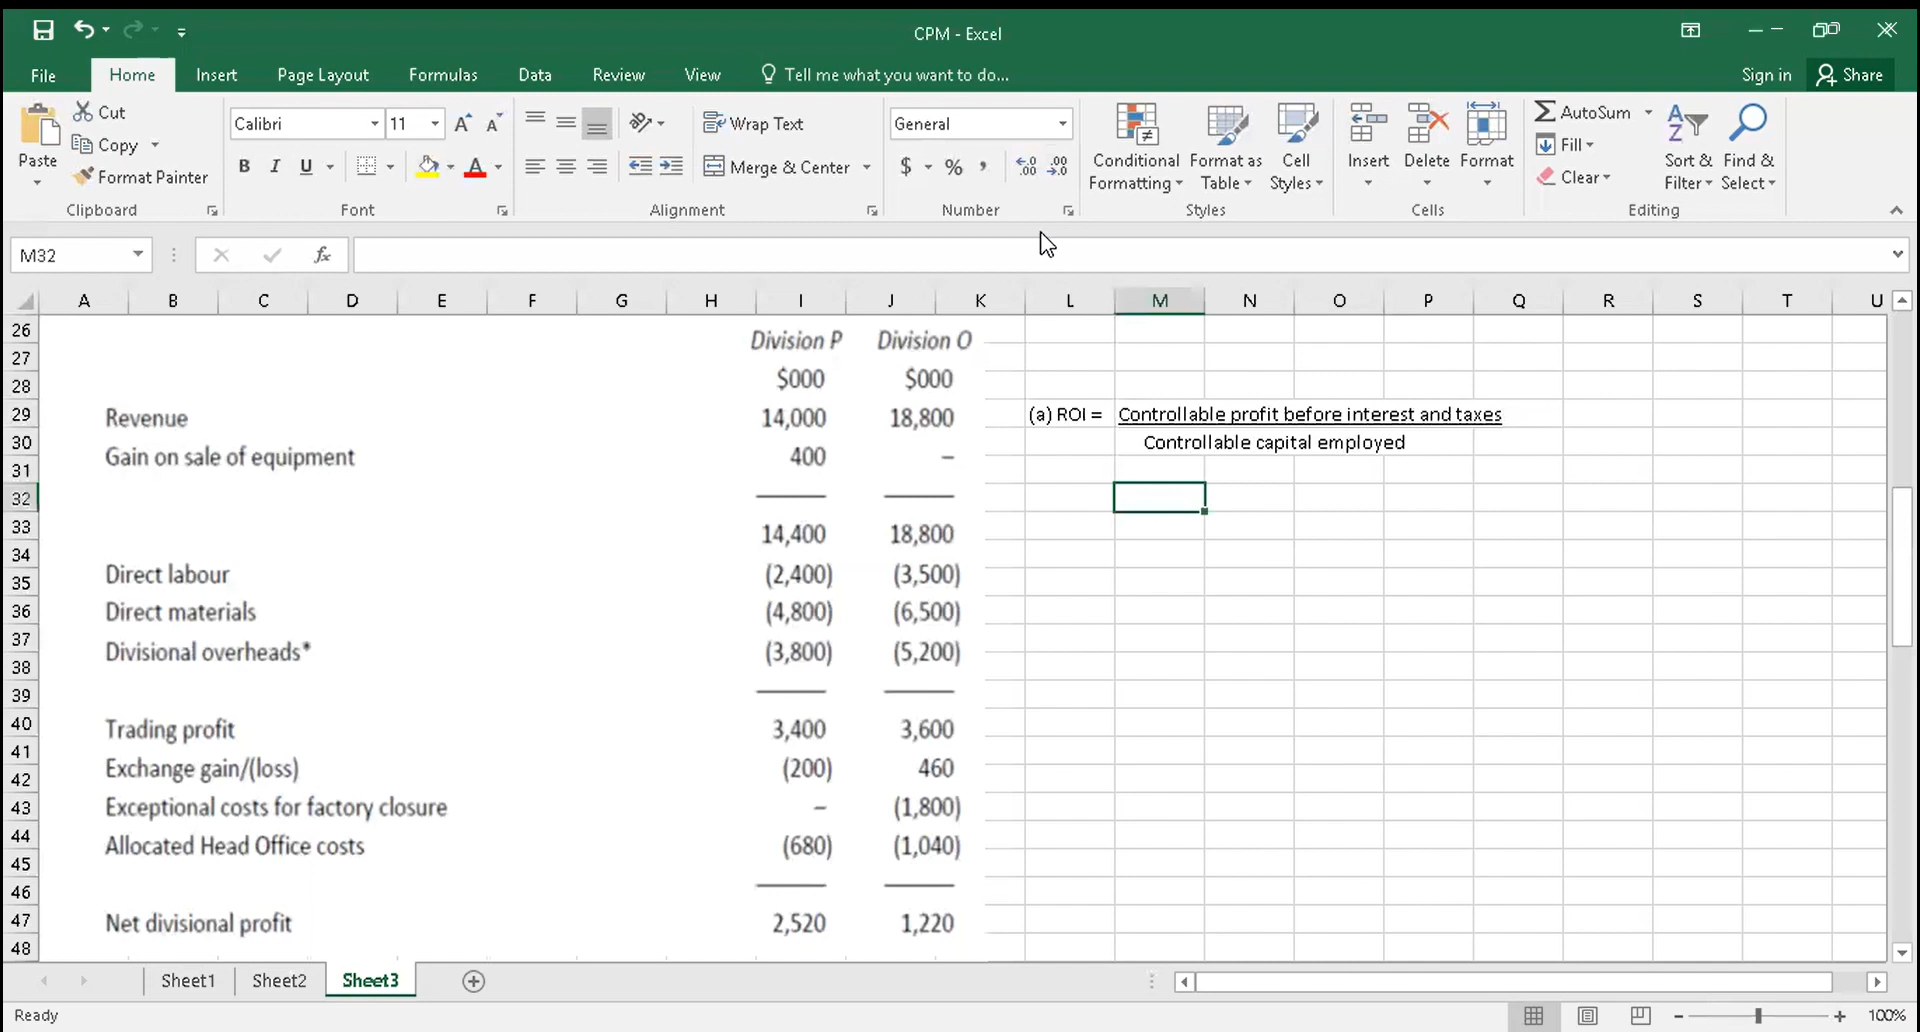 CPM - Excel
File Home Insert Page Layout Formulas Data Review View Tell me what you want to do... Sign in Share
Cut
Copy
Format Painter
Paste
Clipboard
Calibri 11 A A
B I U A
Font
Wrap Text
Merge & Center
Alignment
General
$ % , .0 .00 .00 .0
Number
Conditional Formatting
Format as Table
Cell Styles
Styles
Insert Delete Format
Cells
AutoSum
Fill
Clear
Sort & Filter
Find & Select
Editing
M32 fx
A B C D E F G H I J K L M N O P Q R S T U
26
27
28
29
30
31
32
33
34
35
36
37
38
39
40
41
42
43
44
45
46
47
48
Division P Division O
$000 $000
Revenue 14,000 18,800
Gain on sale of equipment 400 –
14,400 18,800
Direct labour (2,400) (3,500)
Direct materials (4,800) (6,500)
Divisional overheads* (3,800) (5,200)
Trading profit 3,400 3,600
Exchange gain/(loss) (200) 460
Exceptional costs for factory closure – (1,800)
Allocated Head Office costs (680) (1,040)
Net divisional profit 2,520 1,220
(a) ROI = Controllable profit before interest and taxes
Controllable capital employed
Sheet1 Sheet2 Sheet3
Ready 100%